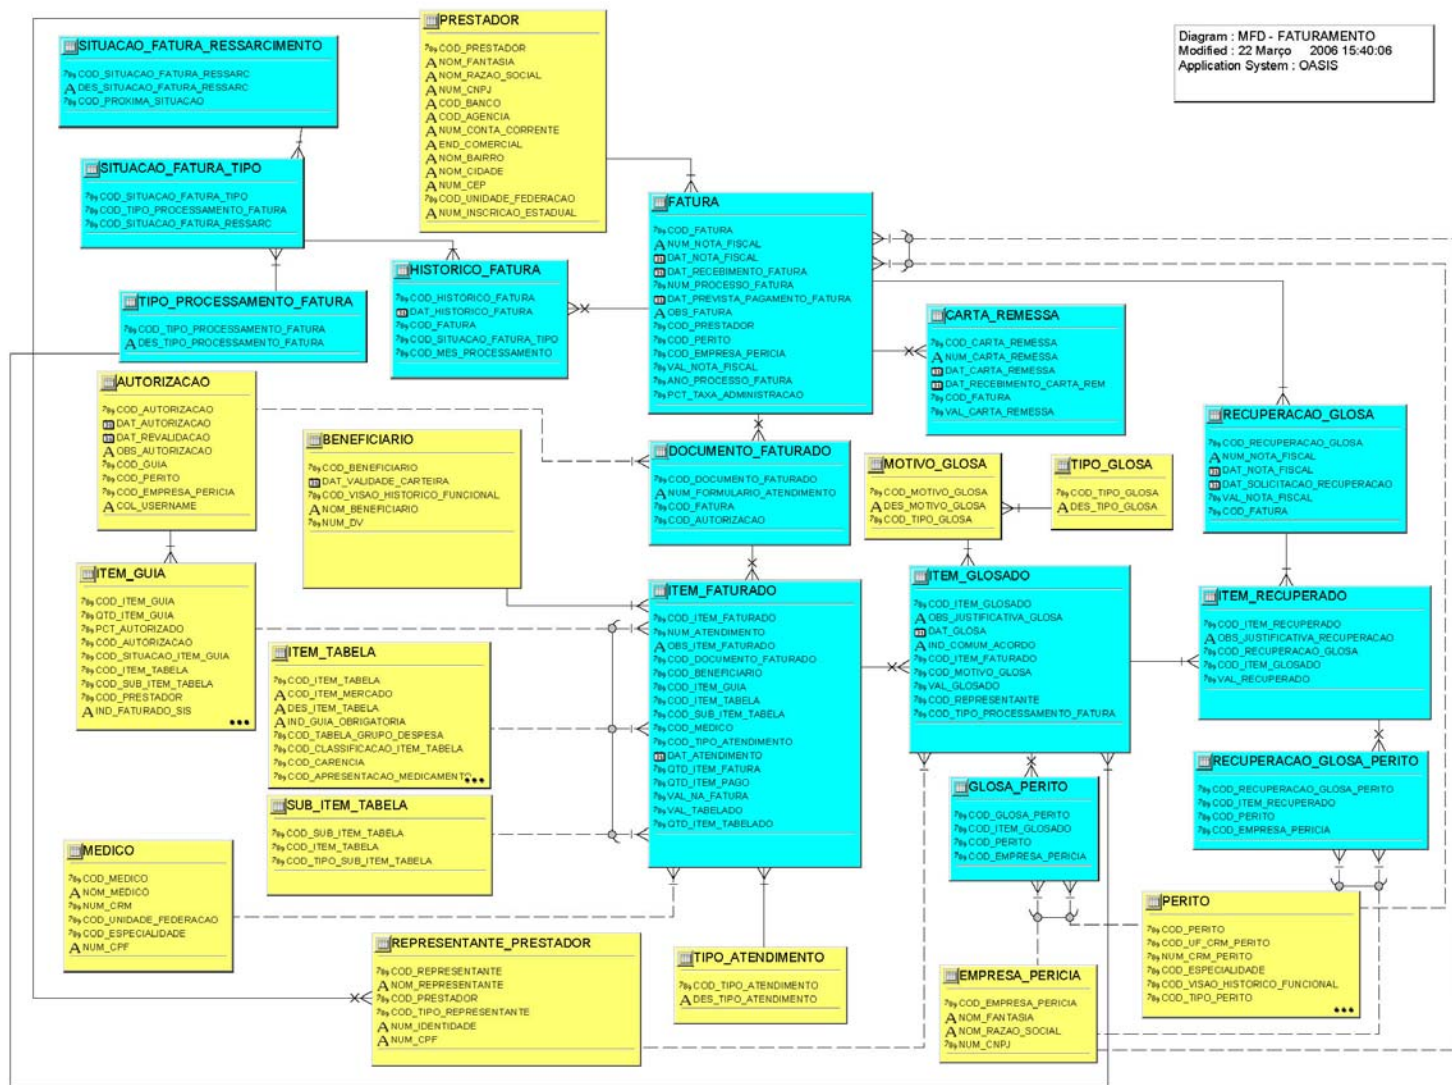 Diagram : MFD - FATURAMENTO
Modified : 22 Março 2006 15:40:06
Application System : OASIS
PRESTADOR
COD_PRESTADOR
NOM_FANTASIA
NOM_RAZAO_SOCIAL
NUM_CNPJ
COD_BANCO
COD_AGENCIA
NUM_CONTA_CORRENTE
END_COMERCIAL
NOM_BAIRRO
NOM_CIDADE
NUM_CEP
COD_UNIDADE_FEDERACAO
NUM_INSCRICAO_ESTADUAL
SITUACAO_FATURA_RESSARCIMENTO
COD_SITUACAO_FATURA_RESSARC
DES_SITUACAO_FATURA_RESSARC
COD_PROXIMA_SITUACAO
SITUACAO_FATURA_TIPO
COD_SITUACAO_FATURA_TIPO
COD_TIPO_PROCESSAMENTO_FATURA
COD_SITUACAO_FATURA_RESSARC
TIPO_PROCESSAMENTO_FATURA
COD_TIPO_PROCESSAMENTO_FATURA
DES_TIPO_PROCESSAMENTO_FATURA
HISTORICO_FATURA
COD_HISTORICO_FATURA
DAT_HISTORICO_FATURA
COD_FATURA
COD_SITUACAO_FATURA_TIPO
COD_MES_PROCESSAMENTO
FATURA
COD_FATURA
NUM_NOTA_FISCAL
DAT_NOTA_FISCAL
DAT_RECEBIMENTO_FATURA
NUM_PROCESSO_FATURA
DAT_PREVISTA_PAGAMENTO_FATURA
OBS_FATURA
COD_PRESTADOR
COD_PERITO
COD_EMPRESA_PERICIA
VAL_NOTA_FISCAL
ANO_PROCESSO_FATURA
PCT_TAXA_ADMINISTRACAO
CARTA_REMESSA
COD_CARTA_REMESSA
NUM_CARTA_REMESSA
DAT_CARTA_REMESSA
DAT_RECEBIMENTO_CARTA_REM
COD_FATURA
VAL_CARTA_REMESSA
AUTORIZACAO
COD_AUTORIZACAO
DAT_AUTORIZACAO
DAT_REVALIDACAO
OBS_AUTORIZACAO
COD_GUIA
COD_PERITO
COD_EMPRESA_PERICIA
COL_USERNAME
BENEFICIARIO
COD_BENEFICIARIO
DAT_VALIDADE_CARTEIRA
COD_VISAO_HISTORICO_FUNCIONAL
NOM_BENEFICIARIO
NUM_DV
DOCUMENTO_FATURADO
COD_DOCUMENTO_FATURADO
NUM_FORMULARIO_ATENDIMENTO
COD_FATURA
COD_AUTORIZACAO
MOTIVO_GLOSA
COD_MOTIVO_GLOSA
DES_MOTIVO_GLOSA
COD_TIPO_GLOSA
TIPO_GLOSA
COD_TIPO_GLOSA
DES_TIPO_GLOSA
RECUPERACAO_GLOSA
COD_RECUPERACAO_GLOSA
NUM_NOTA_FISCAL
DAT_NOTA_FISCAL
DAT_SOLICITACAO_RECUPERACAO
VAL_NOTA_FISCAL
COD_FATURA
ITEM_GUIA
COD_ITEM_GUIA
QTD_ITEM_GUIA
PCT_AUTORIZADO
COD_AUTORIZACAO
COD_SITUACAO_ITEM_GUIA
COD_ITEM_TABELA
COD_SUB_ITEM_TABELA
COD_PRESTADOR
IND_FATURADO_SIS
ITEM_TABELA
COD_ITEM_TABELA
COD_ITEM_MERCADO
DES_ITEM_TABELA
IND_GUIA_OBRIGATORIA
COD_TABELA_GRUPO_DESPESA
COD_CLASSIFICACAO_ITEM_TABELA
COD_CARENCIA
COD_APRESENTACAO_MEDICAMENTO
ITEM_FATURADO
COD_ITEM_FATURADO
NUM_ATENDIMENTO
OBS_ITEM_FATURADO
COD_DOCUMENTO_FATURADO
COD_BENEFICIARIO
COD_ITEM_GUIA
COD_ITEM_TABELA
COD_SUB_ITEM_TABELA
COD_MEDICO
COD_TIPO_ATENDIMENTO
DAT_ATENDIMENTO
QTD_ITEM_FATURA
QTD_ITEM_PAGO
VAL_NA_FATURA
VAL_TABELADO
QTD_ITEM_TABELADO
ITEM_GLOSADO
COD_ITEM_GLOSADO
OBS_JUSTIFICATIVA_GLOSA
DAT_GLOSA
IND_COMUM_ACORDO
COD_ITEM_FATURADO
COD_MOTIVO_GLOSA
VAL_GLOSADO
COD_REPRESENTANTE
COD_TIPO_PROCESSAMENTO_FATURA
ITEM_RECUPERADO
COD_ITEM_RECUPERADO
OBS_JUSTIFICATIVA_RECUPERACAO
COD_RECUPERACAO_GLOSA
COD_ITEM_GLOSADO
VAL_RECUPERADO
SUB_ITEM_TABELA
COD_SUB_ITEM_TABELA
COD_ITEM_TABELA
COD_TIPO_SUB_ITEM_TABELA
GLOSA_PERITO
COD_GLOSA_PERITO
COD_ITEM_GLOSADO
COD_PERITO
COD_EMPRESA_PERICIA
RECUPERACAO_GLOSA_PERITO
COD_RECUPERACAO_GLOSA_PERITO
COD_ITEM_RECUPERADO
COD_PERITO
COD_EMPRESA_PERICIA
MEDICO
COD_MEDICO
NOM_MEDICO
NUM_CRM
COD_UNIDADE_FEDERACAO
COD_ESPECIALIDADE
NUM_CPF
REPRESENTANTE_PRESTADOR
COD_REPRESENTANTE
NOM_REPRESENTANTE
COD_PRESTADOR
COD_TIPO_REPRESENTANTE
NUM_IDENTIDADE
NUM_CPF
TIPO_ATENDIMENTO
COD_TIPO_ATENDIMENTO
DES_TIPO_ATENDIMENTO
EMPRESA_PERICIA
COD_EMPRESA_PERICIA
NOM_FANTASIA
NOM_RAZAO_SOCIAL
NUM_CNPJ
PERITO
COD_PERITO
COD_UF_CRM_PERITO
NUM_CRM_PERITO
COD_ESPECIALIDADE
COD_VISAO_HISTORICO_FUNCIONAL
COD_TIPO_PERITO